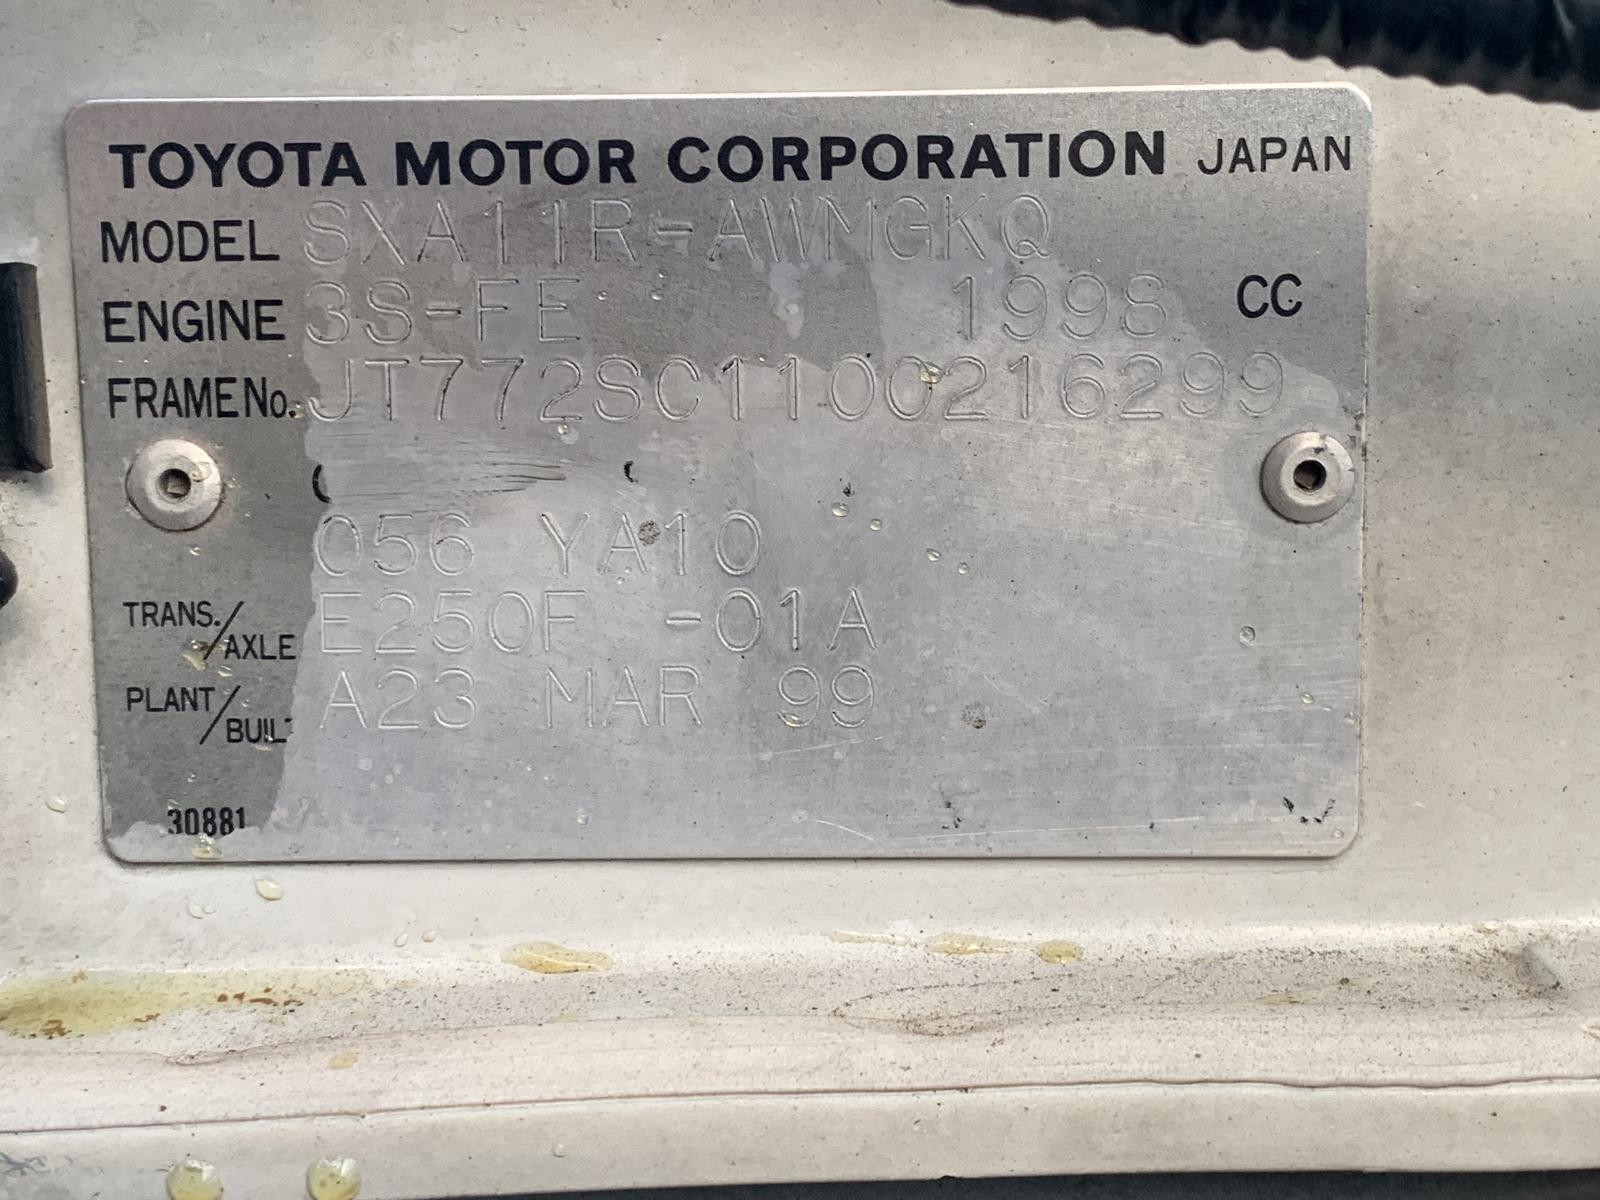 TOYOTA MOTOR CORPORATION JAPAN
MODEL SXA11R-AWMGKQ
ENGINE 3S-FE 1998 CC
FRAME No. JT772SC1100216299
056 YA10
TRANS./AXLE E250F -01A
PLANT/BUILT A23 MAR 99
30881